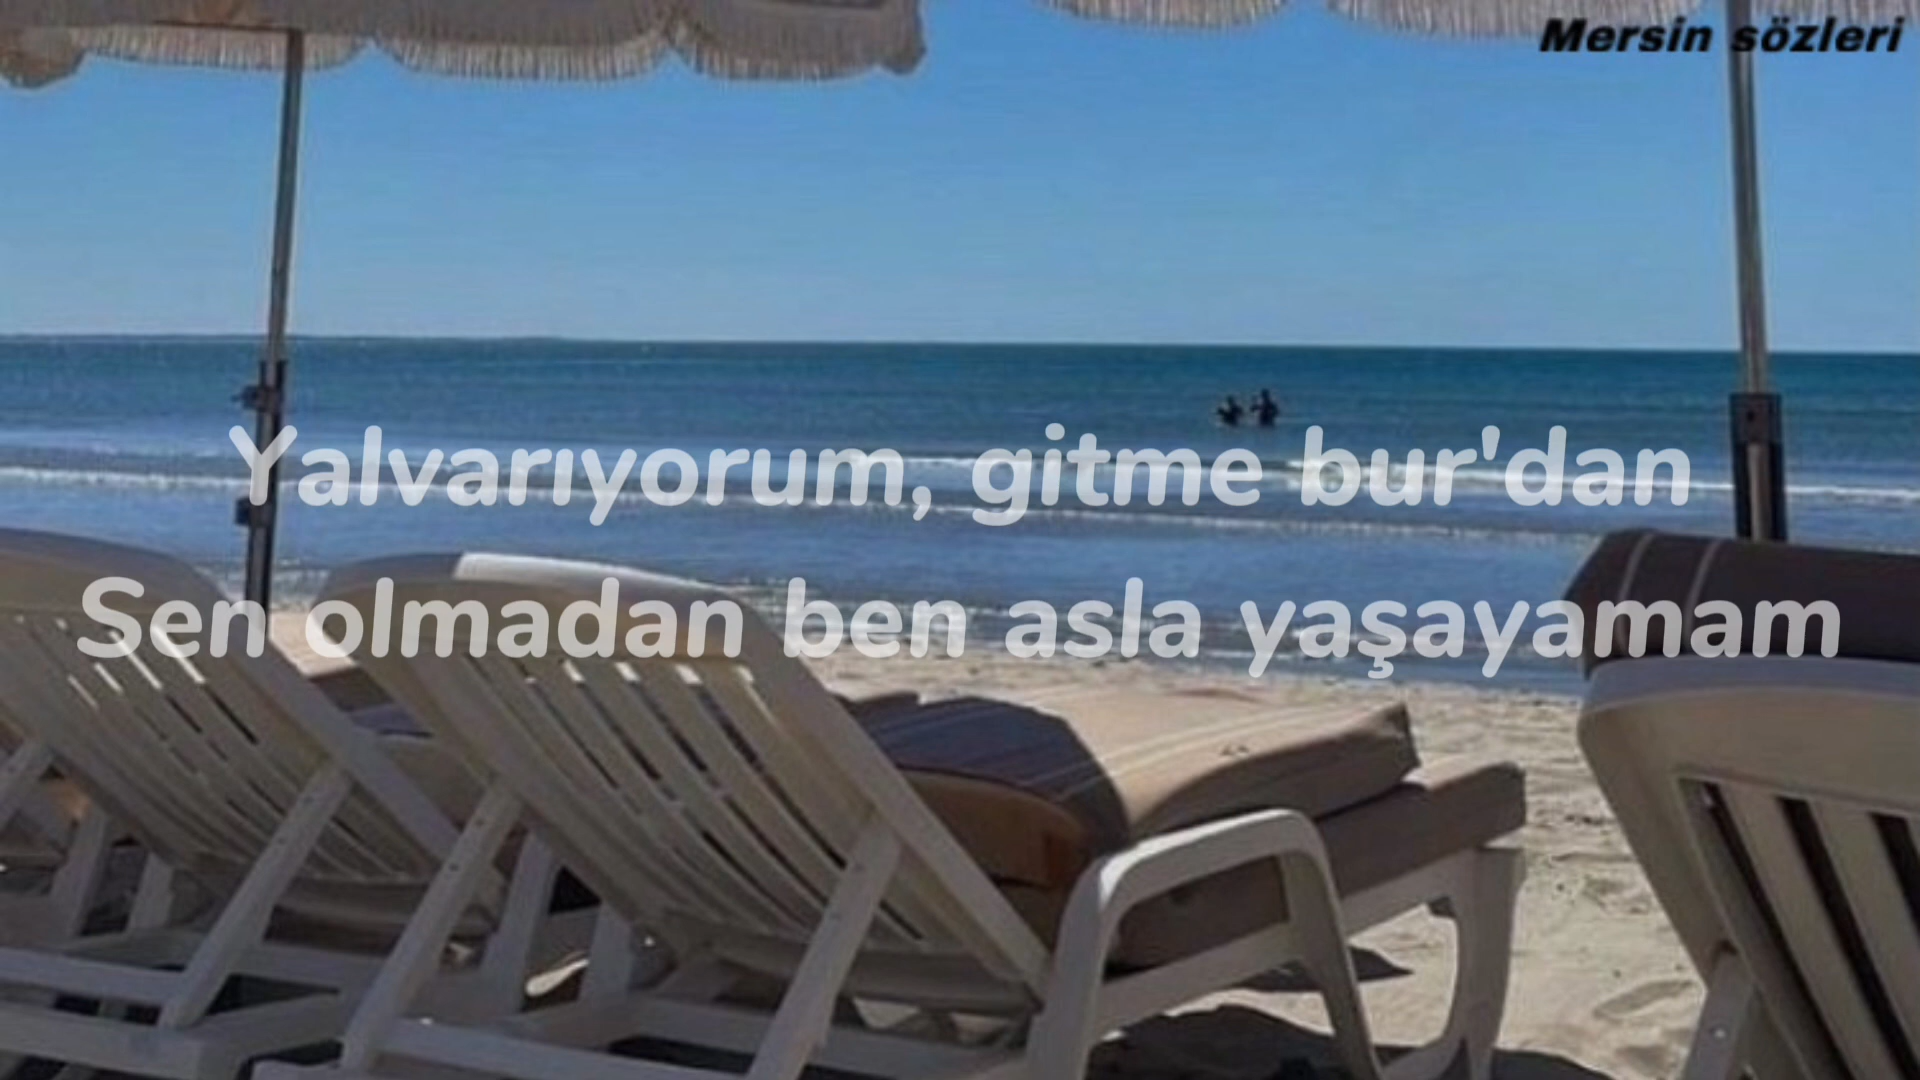 Mersin sözleri
Yalvarıyorum, gitme bur'dan
Sen olmadan ben asla yaşayamam